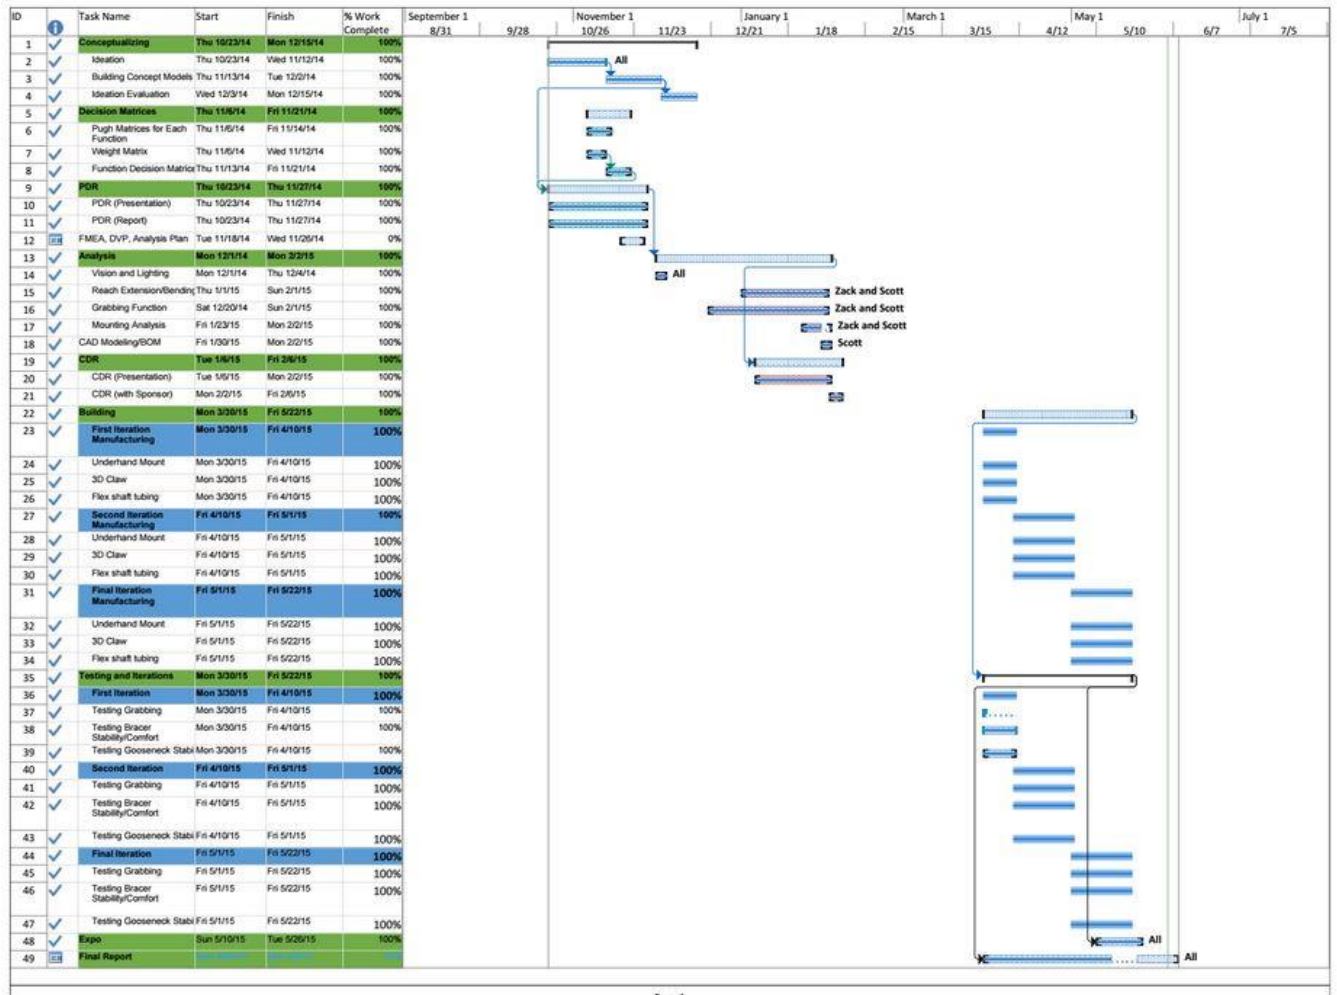 ID Task Name Start Finish % Work Complete September 1 November 1 January 1 March 1 May 1 July 1
8/31 9/28 10/26 11/23 12/21 1/18 2/15 3/15 4/12 5/10 6/7 7/5
1 Conceptualizing Thu 10/23/14 Mon 12/15/14 100%
2 Ideation Thu 10/23/14 Wed 11/12/14 100% All
3 Building Concept Models Thu 11/13/14 Tue 12/2/14 100%
4 Ideation Evaluation Wed 12/3/14 Mon 12/15/14 100%
5 Decision Matrices Thu 11/6/14 Fri 11/21/14 100%
6 Pugh Matrices for Each Function Thu 11/6/14 Fri 11/14/14 100%
7 Weight Matrix Thu 11/6/14 Wed 11/12/14 100%
8 Function Decision Matrice Thu 11/13/14 Fri 11/21/14 100%
9 PDR Thu 10/23/14 Thu 11/27/14 100%
10 PDR (Presentation) Thu 10/23/14 Thu 11/27/14 100%
11 PDR (Report) Thu 10/23/14 Thu 11/27/14 100%
12 FMEA, DVP, Analysis Plan Tue 11/18/14 Wed 11/26/14 0%
13 Analysis Mon 12/1/14 Mon 2/2/15 100%
14 Vision and Lighting Mon 12/1/14 Thu 12/4/14 100% All
15 Reach Extension/Bending Thu 1/1/15 Sun 2/1/15 100% Zack and Scott
16 Grabbing Function Sat 12/20/14 Sun 2/1/15 100% Zack and Scott
17 Mounting Analysis Fri 1/23/15 Mon 2/2/15 100% Zack and Scott
18 CAD Modeling/BOM Fri 1/30/15 Mon 2/2/15 100% Scott
19 CDR Tue 1/6/15 Fri 2/6/15 100%
20 CDR (Presentation) Tue 1/6/15 Mon 2/2/15 100%
21 CDR (with Sponsor) Mon 2/2/15 Fri 2/6/15 100%
22 Building Mon 3/30/15 Fri 5/22/15 100%
23 First Iteration Manufacturing Mon 3/30/15 Fri 4/10/15 100%
24 Underhand Mount Mon 3/30/15 Fri 4/10/15 100%
25 3D Claw Mon 3/30/15 Fri 4/10/15 100%
26 Flex shaft tubing Mon 3/30/15 Fri 4/10/15 100%
27 Second Iteration Manufacturing Fri 4/10/15 Fri 5/1/15 100%
28 Underhand Mount Fri 4/10/15 Fri 5/1/15 100%
29 3D Claw Fri 4/10/15 Fri 5/1/15 100%
30 Flex shaft tubing Fri 4/10/15 Fri 5/1/15 100%
31 Final Iteration Manufacturing Fri 5/1/15 Fri 5/22/15 100%
32 Underhand Mount Fri 5/1/15 Fri 5/22/15 100%
33 3D Claw Fri 5/1/15 Fri 5/22/15 100%
34 Flex shaft tubing Fri 5/1/15 Fri 5/22/15 100%
35 Testing and Iterations Mon 3/30/15 Fri 5/22/15 100%
36 First Iteration Mon 3/30/15 Fri 4/10/15 100%
37 Testing Grabbing Mon 3/30/15 Fri 4/10/15 100%
38 Testing Bracer Stability/Comfort Mon 3/30/15 Fri 4/10/15 100%
39 Testing Gooseneck Stabi Mon 3/30/15 Fri 4/10/15 100%
40 Second Iteration Fri 4/10/15 Fri 5/1/15 100%
41 Testing Grabbing Fri 4/10/15 Fri 5/1/15 100%
42 Testing Bracer Stability/Comfort Fri 4/10/15 Fri 5/1/15 100%
43 Testing Gooseneck Stabi Fri 4/10/15 Fri 5/1/15 100%
44 Final Iteration Fri 5/1/15 Fri 5/22/15 100%
45 Testing Grabbing Fri 5/1/15 Fri 5/22/15 100%
46 Testing Bracer Stability/Comfort Fri 5/1/15 Fri 5/22/15 100%
47 Testing Gooseneck Stabi Fri 5/1/15 Fri 5/22/15 100%
48 Expo Sun 5/10/15 Tue 5/26/15 100% All
49 Final Report All